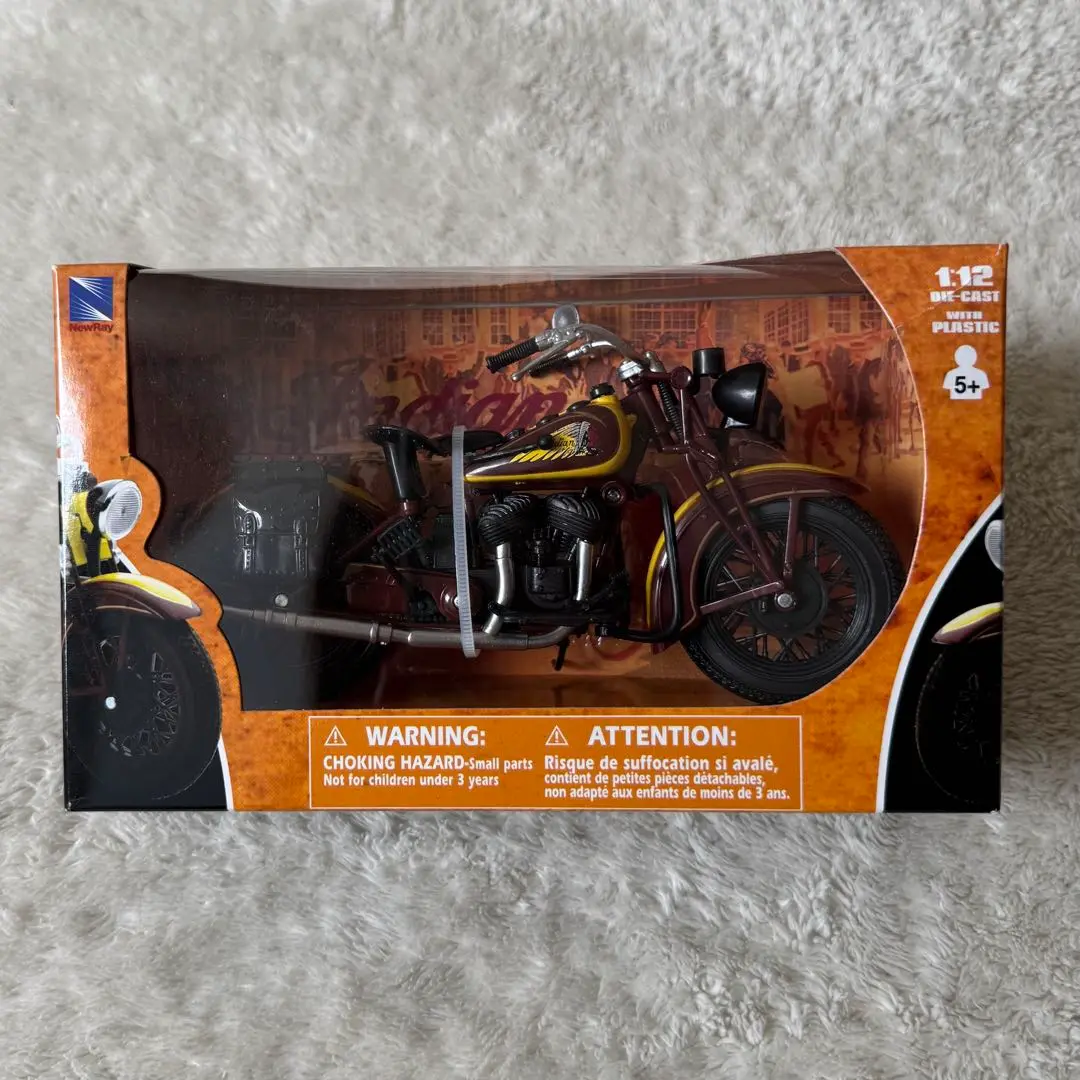 NewRay
1:12
DIE-CAST
WITH
PLASTIC
5+
Indian
Indian
WARNING:
CHOKING HAZARD-Small parts
Not for children under 3 years
ATTENTION:
Risque de suffocation si avalé,
contient de petites pièces détachables,
non adapté aux enfants de moins de 3 ans.